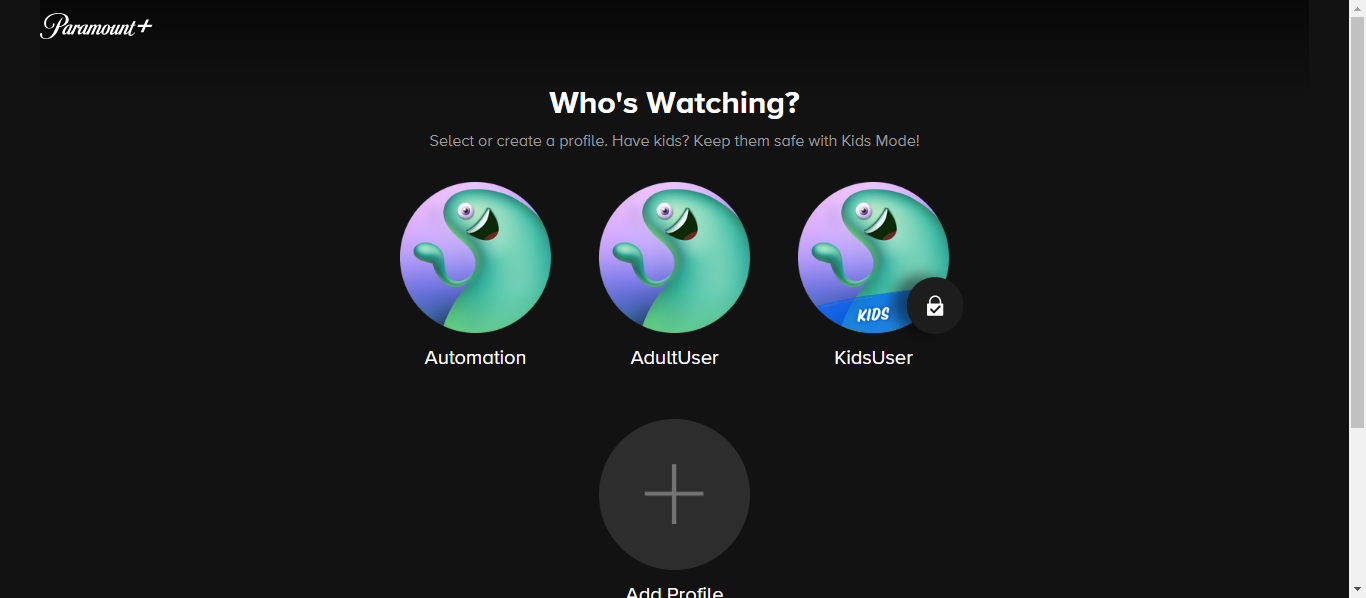 Paramount+
Who's Watching?
Select or create a profile. Have kids? Keep them safe with Kids Mode!
KIDS
Automation
AdultUser
KidsUser
Add Profile